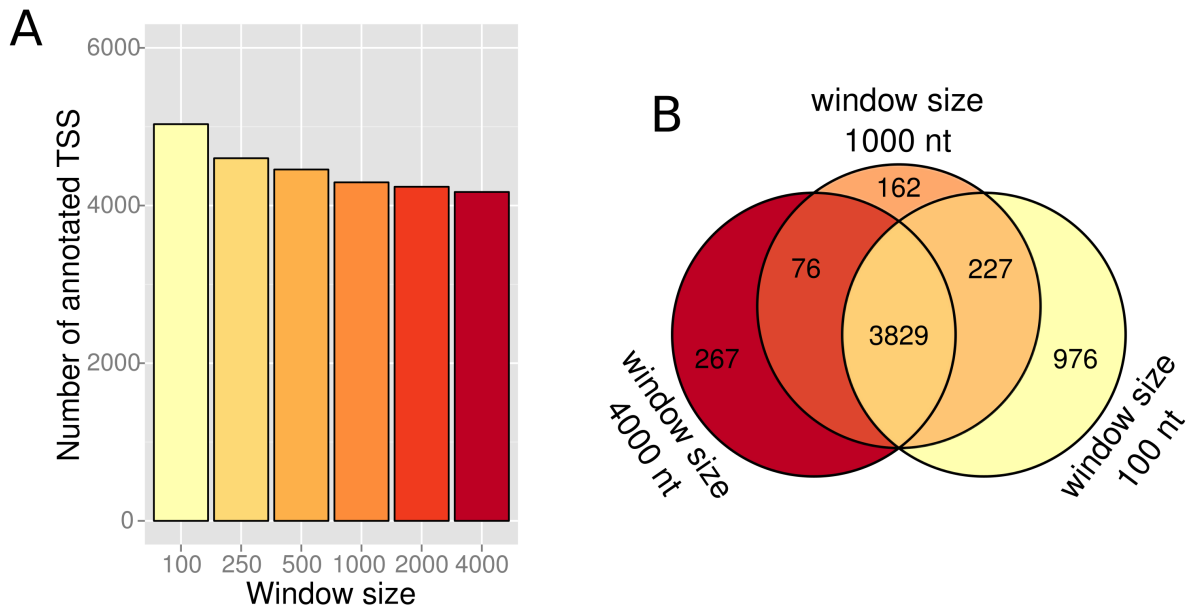 A
6000
4000
2000
0
Number of annotated TSS
100 250 500 1000 2000 4000
Window size
B
window size
1000 nt
162
76
227
3829
267
976
window size
4000 nt
window size
100 nt